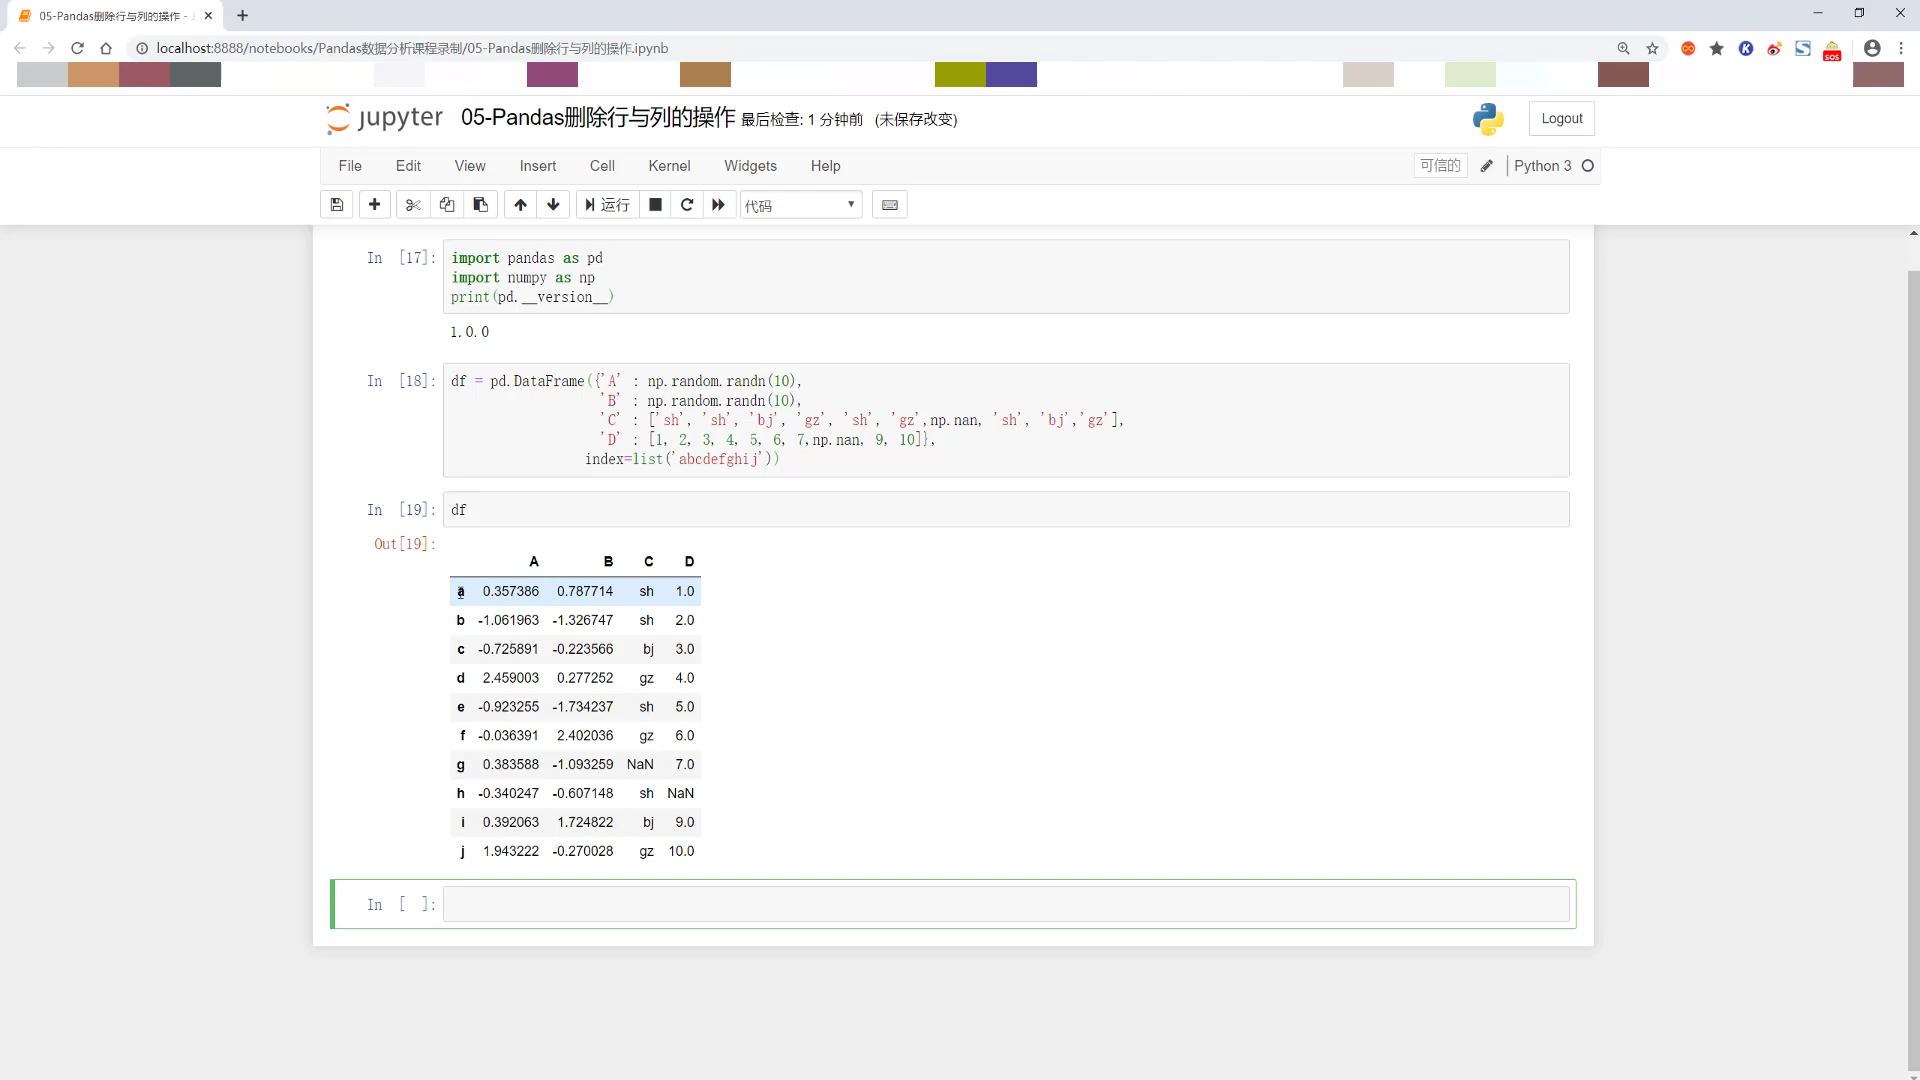 05-Pandas删除行与列的操作 -
localhost:8888/notebooks/Pandas数据分析课程录制/05-Pandas删除行与列的操作.ipynb
SOS
jupyter 05-Pandas删除行与列的操作 最后检查: 1 分钟前 (未保存改变)
Logout
File Edit View Insert Cell Kernel Widgets Help 可信的 Python 3
运行 代码
In [17]: import pandas as pd
import numpy as np
print(pd.__version__)
1.0.0
In [18]: df = pd.DataFrame({'A' : np.random.randn(10),
'B' : np.random.randn(10),
'C' : ['sh', 'sh', 'bj', 'gz', 'sh', 'gz',np.nan, 'sh', 'bj','gz'],
'D' : [1, 2, 3, 4, 5, 6, 7,np.nan, 9, 10]},
index=list('abcdefghij'))
In [19]: df
Out[19]:
A B C D
a 0.357386 0.787714 sh 1.0
b -1.061963 -1.326747 sh 2.0
c -0.725891 -0.223566 bj 3.0
d 2.459003 0.277252 gz 4.0
e -0.923255 -1.734237 sh 5.0
f -0.036391 2.402036 gz 6.0
g 0.383588 -1.093259 NaN 7.0
h -0.340247 -0.607148 sh NaN
i 0.392063 1.724822 bj 9.0
j 1.943222 -0.270028 gz 10.0
In [ ]: